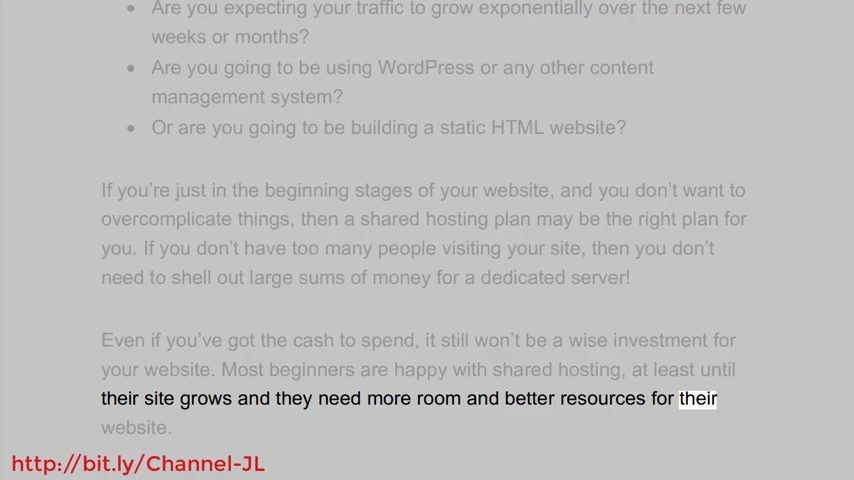 • Are you expecting your traffic to grow exponentially over the next few
weeks or months?
• Are you going to be using WordPress or any other content
management system?
• Or are you going to be building a static HTML website?
If you’re just in the beginning stages of your website, and you don’t want to
overcomplicate things, then a shared hosting plan may be the right plan for
you. If you don’t have too many people visiting your site, then you don’t
need to shell out large sums of money for a dedicated server!
Even if you’ve got the cash to spend, it still won’t be a wise investment for
your website. Most beginners are happy with shared hosting, at least until
their site grows and they need more room and better resources for their
website.
http://bit.ly/Channel-JL